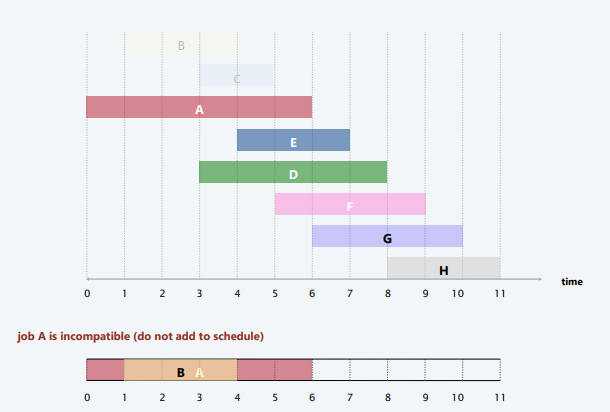 B
C
A
E
D
F
G
H
time
0 1 2 3 4 5 6 7 8 9 10 11
job A is incompatible (do not add to schedule)
B A
0 1 2 3 4 5 6 7 8 9 10 11